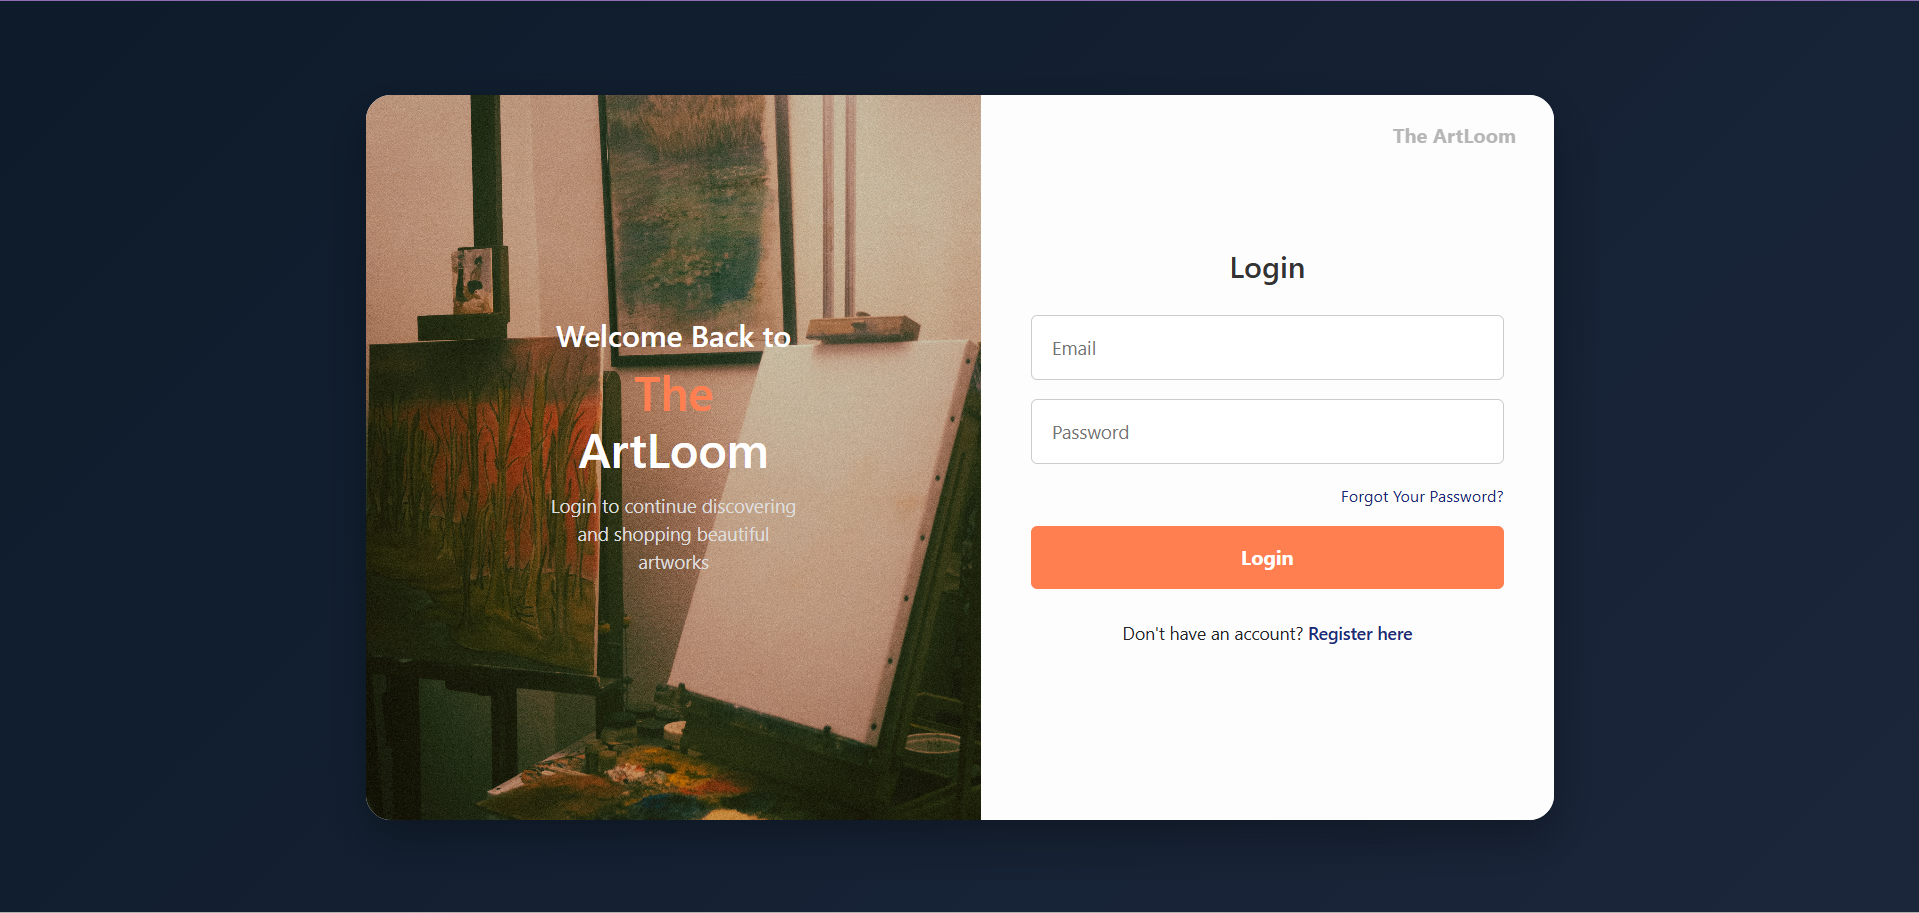 Welcome Back to
The
ArtLoom
Login to continue discovering
and shopping beautiful
artworks
The ArtLoom
Login
Email
Password
Forgot Your Password?
Login
Don't have an account? Register here